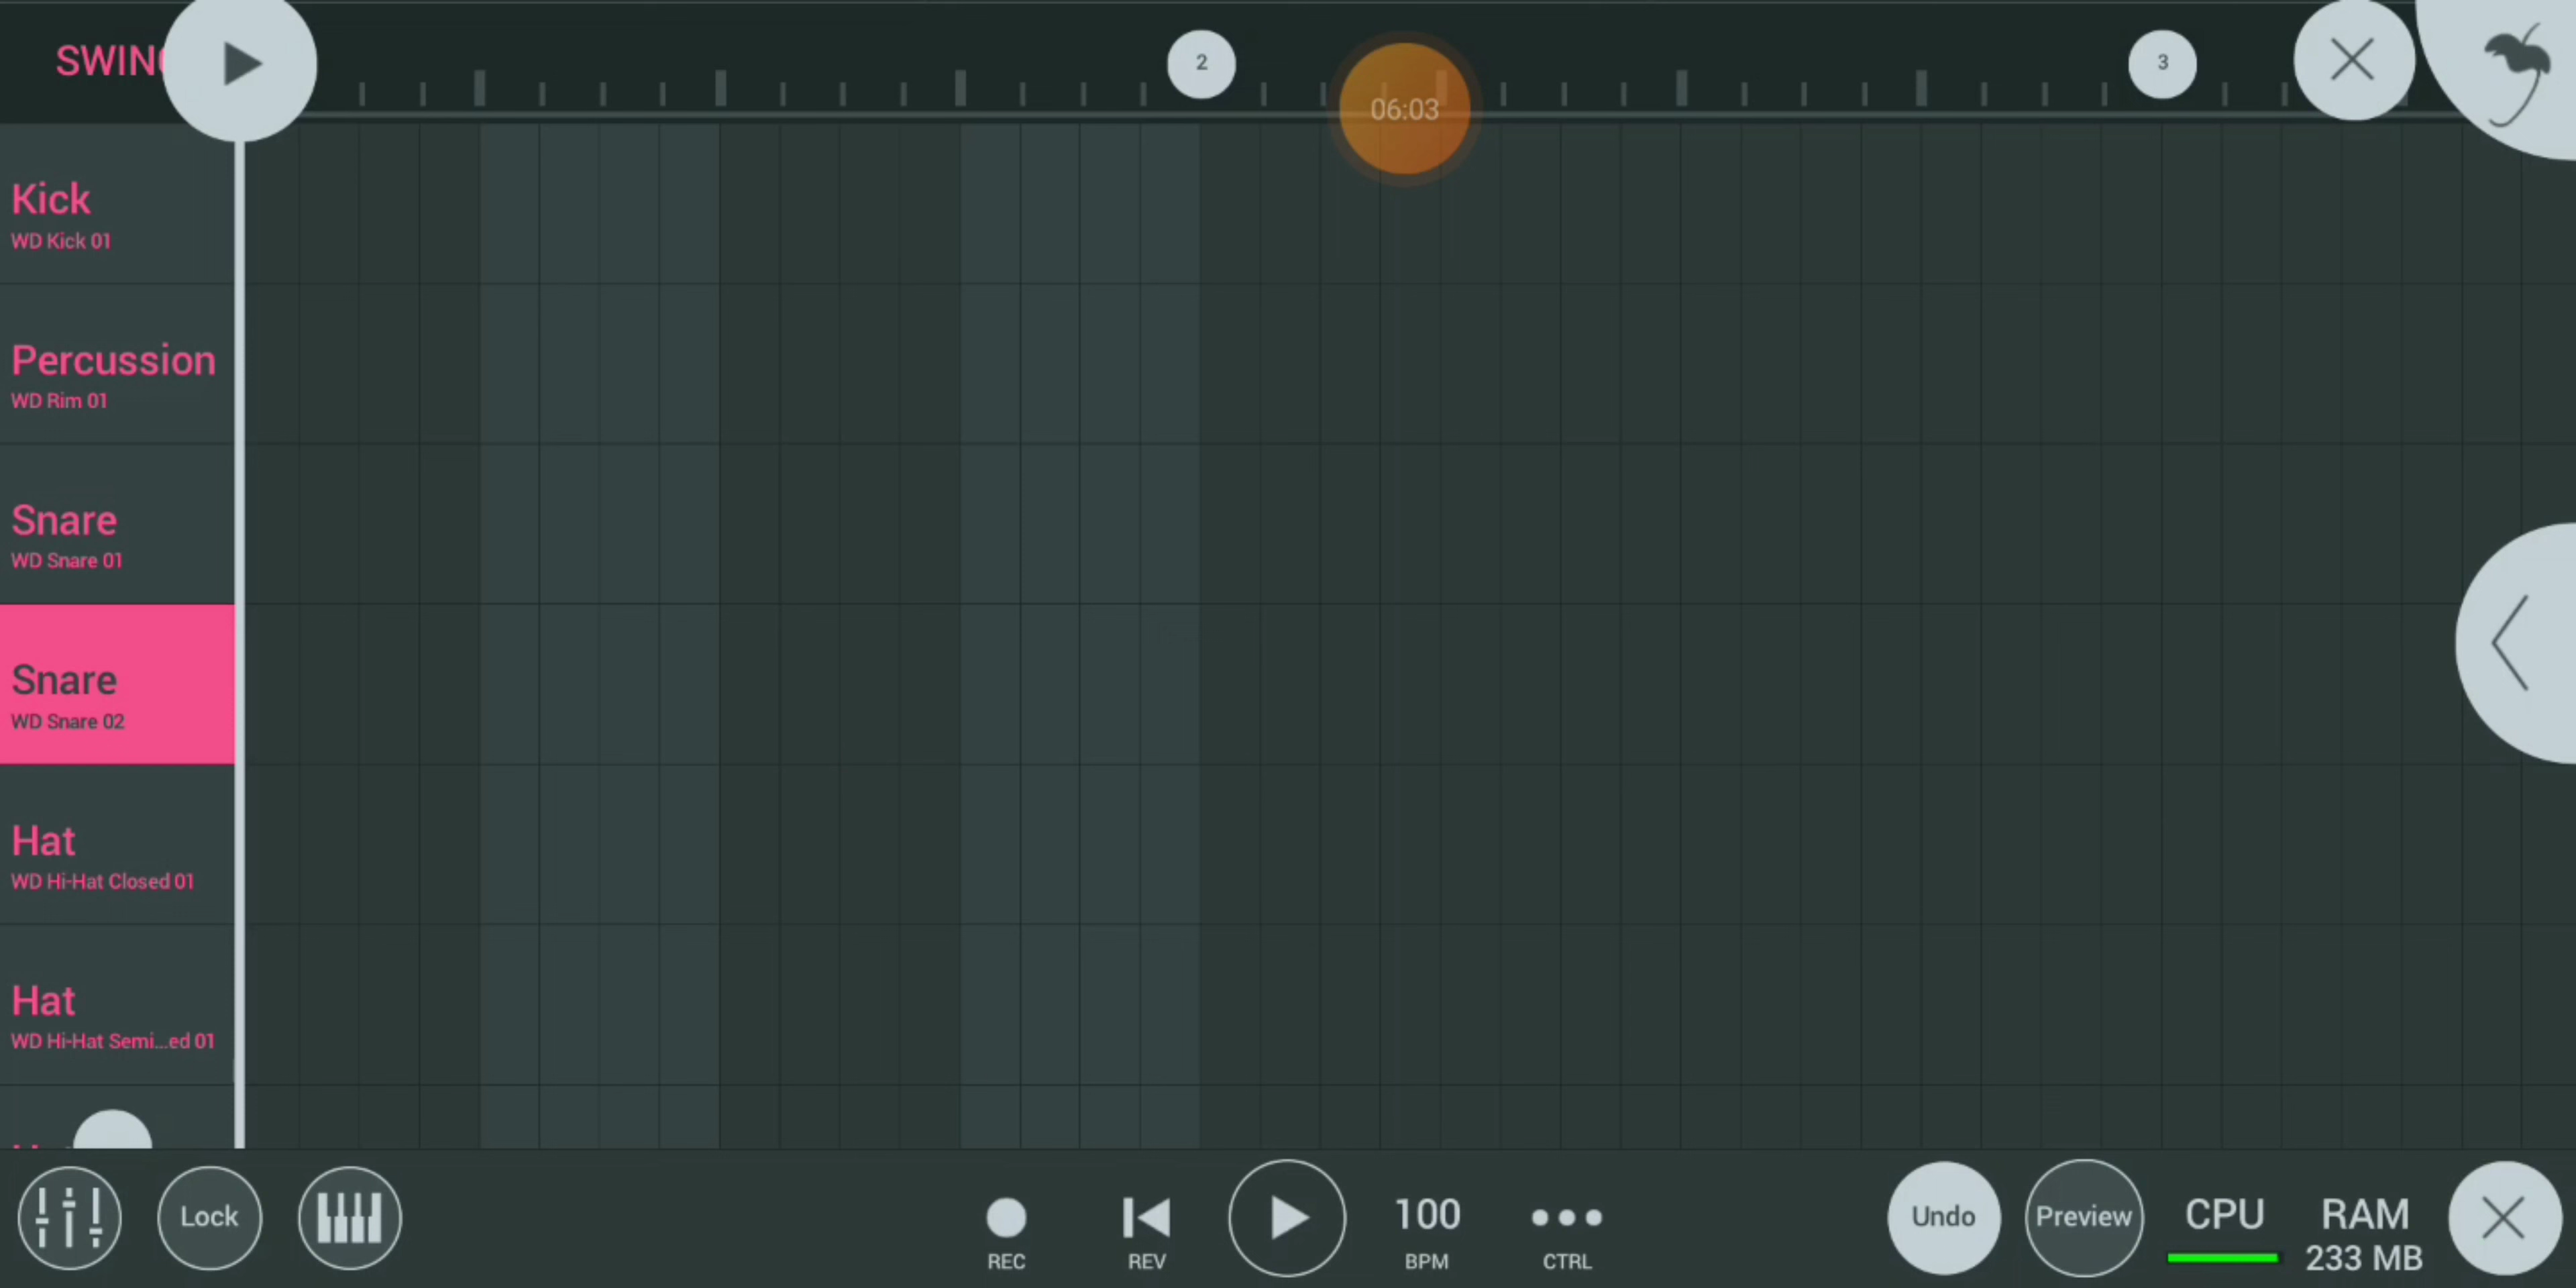 SWING
2
06:03
3
Kick
WD Kick 01
Percussion
WD Rim 01
Snare
WD Snare 01
Snare
WD Snare 02
Hat
WD Hi-Hat Closed 01
Hat
WD Hi-Hat Semi...ed 01
Lock
REC
REV
100
BPM
CTRL
Undo
Preview
CPU
RAM
233 MB